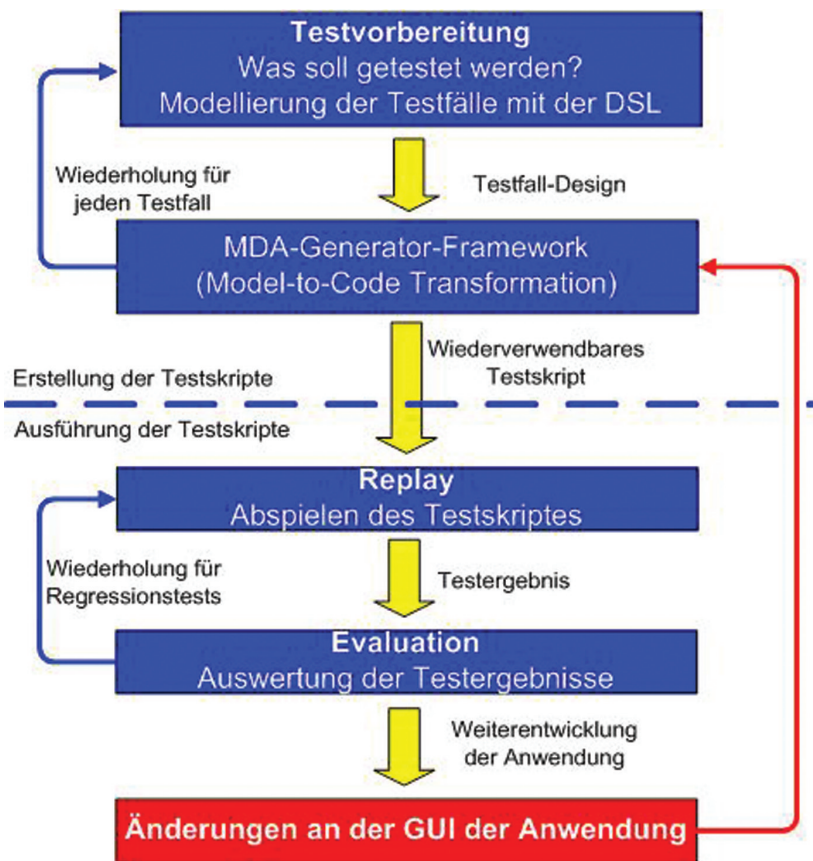 Testvorbereitung
Was soll getestet werden?
Modellierung der Testfälle mit der DSL
Wiederholung für
jeden Testfall
Testfall-Design
MDA-Generator-Framework
(Model-to-Code Transformation)
Wiederverwendbares
Testskript
Erstellung der Testskripte
Ausführung der Testskripte
Replay
Abspielen des Testskriptes
Wiederholung für
Regressionstests
Testergebnis
Evaluation
Auswertung der Testergebnisse
Weiterentwicklung
der Anwendung
Änderungen an der GUI der Anwendung